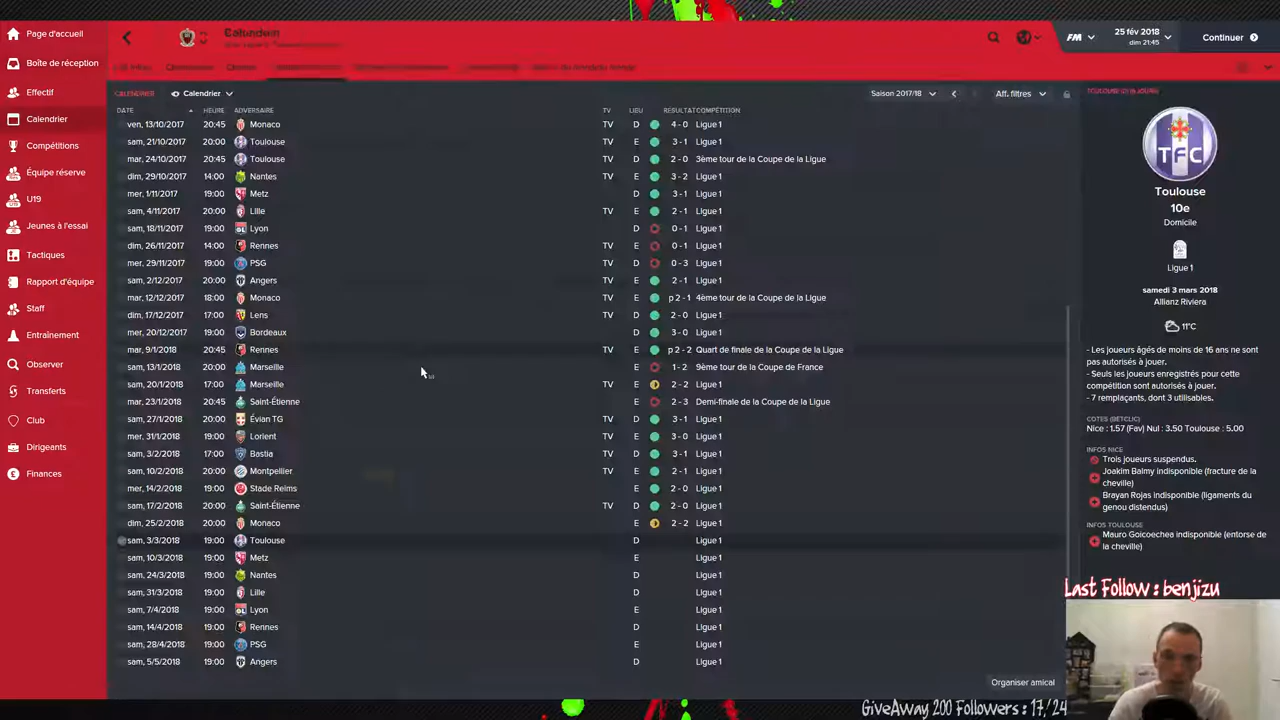 Page d'accueil
Boîte de réception
Effectif
Calendrier
Compétitions
Équipe réserve
U19
Jeunes à l'essai
Tactiques
Rapport d'équipe
Staff
Entraînement
Observer
Transferts
Club
Dirigeants
Finances
FM
25 fév 2018
dim 21:45
Continuer
CALENDRIER
Calendrier
Saison 2017/18
Aff. filtres
DATE HEURE ADVERSAIRE TV LIEU RÉSULTAT COMPÉTITION
ven, 13/10/2017 20:45 Monaco TV D 4-0 Ligue 1
sam, 21/10/2017 20:00 Toulouse TV E 3-1 Ligue 1
mar, 24/10/2017 20:45 Toulouse TV D 2-0 3ème tour de la Coupe de la Ligue
dim, 29/10/2017 14:00 Nantes TV E 3-2 Ligue 1
mer, 1/11/2017 19:00 Metz D 3-1 Ligue 1
sam, 4/11/2017 20:00 Lille TV E 2-1 Ligue 1
sam, 18/11/2017 19:00 Lyon D 0-1 Ligue 1
dim, 26/11/2017 14:00 Rennes TV E 0-1 Ligue 1
mer, 29/11/2017 19:00 PSG TV D 0-3 Ligue 1
sam, 2/12/2017 20:00 Angers TV E 2-1 Ligue 1
mar, 12/12/2017 18:00 Monaco TV E p 2-1 4ème tour de la Coupe de la Ligue
dim, 17/12/2017 17:00 Lens TV D 2-0 Ligue 1
mer, 20/12/2017 19:00 Bordeaux D 3-0 Ligue 1
mar, 9/1/2018 20:45 Rennes TV E p 2-2 Quart de finale de la Coupe de la Ligue
sam, 13/1/2018 20:00 Marseille E 1-2 9ème tour de la Coupe de France
sam, 20/1/2018 17:00 Marseille TV E 2-2 Ligue 1
mar, 23/1/2018 20:45 Saint-Étienne E 2-3 Demi-finale de la Coupe de la Ligue
sam, 27/1/2018 20:00 Évian TG TV D 3-1 Ligue 1
mer, 31/1/2018 19:00 Lorient TV E 3-0 Ligue 1
sam, 3/2/2018 17:00 Bastia TV D 3-1 Ligue 1
sam, 10/2/2018 20:00 Montpellier TV E 2-1 Ligue 1
mer, 14/2/2018 19:00 Stade Reims E 2-0 Ligue 1
sam, 17/2/2018 20:00 Saint-Étienne TV D 2-0 Ligue 1
dim, 25/2/2018 20:00 Monaco E 2-2 Ligue 1
sam, 3/3/2018 19:00 Toulouse D Ligue 1
sam, 10/3/2018 19:00 Metz E Ligue 1
sam, 24/3/2018 19:00 Nantes D Ligue 1
sam, 31/3/2018 19:00 Lille D Ligue 1
sam, 7/4/2018 19:00 Lyon E Ligue 1
sam, 14/4/2018 19:00 Rennes D Ligue 1
sam, 28/4/2018 19:00 PSG E Ligue 1
sam, 5/5/2018 19:00 Angers D Ligue 1
Organiser amical
TFC
Toulouse
10e
Domicile
Ligue 1
samedi 3 mars 2018
Allianz Riviera
11°C
- Les joueurs âgés de moins de 16 ans ne sont
pas autorisés à jouer.
- Seuls les joueurs enregistrés pour cette
compétition sont autorisés à jouer.
- 7 remplaçants, dont 3 utilisables.
COTES (BETCLIC)
Nice : 1.57 (Fav) Nul : 3.50 Toulouse : 5.00
INFOS NICE
Trois joueurs suspendus.
Joakim Balmy indisponible (fracture de la
cheville)
Brayan Rojas indisponible (ligaments du
genou distendus)
INFOS TOULOUSE
Mauro Goicoechea indisponible (entorse de
la cheville)
Last Follow : benjizu
GiveAway 200 Followers : 17/24